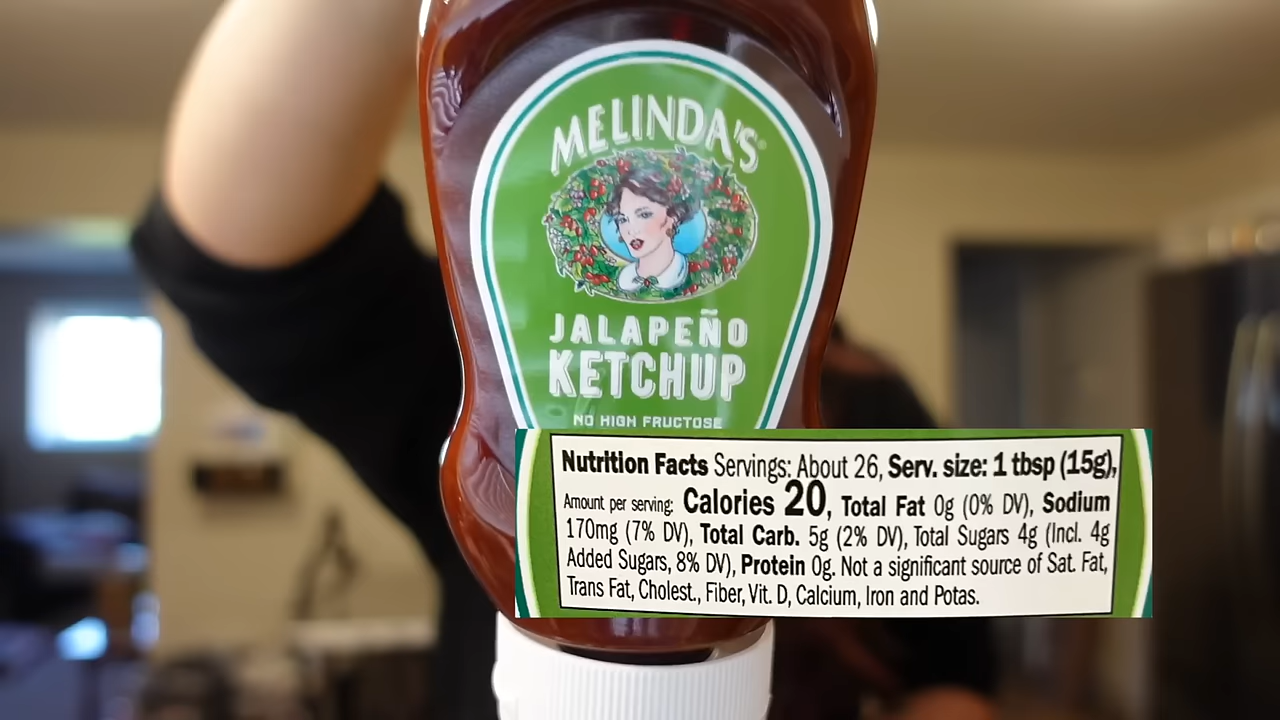 MELINDA'S®
JALAPEÑO
KETCHUP
NO HIGH FRUCTOSE
Nutrition Facts Servings: About 26, Serv. size: 1 tbsp (15g),
Amount per serving: Calories 20, Total Fat 0g (0% DV), Sodium
170mg (7% DV), Total Carb. 5g (2% DV), Total Sugars 4g (Incl. 4g
Added Sugars, 8% DV), Protein 0g. Not a significant source of Sat. Fat,
Trans Fat, Cholest., Fiber, Vit. D, Calcium, Iron and Potas.